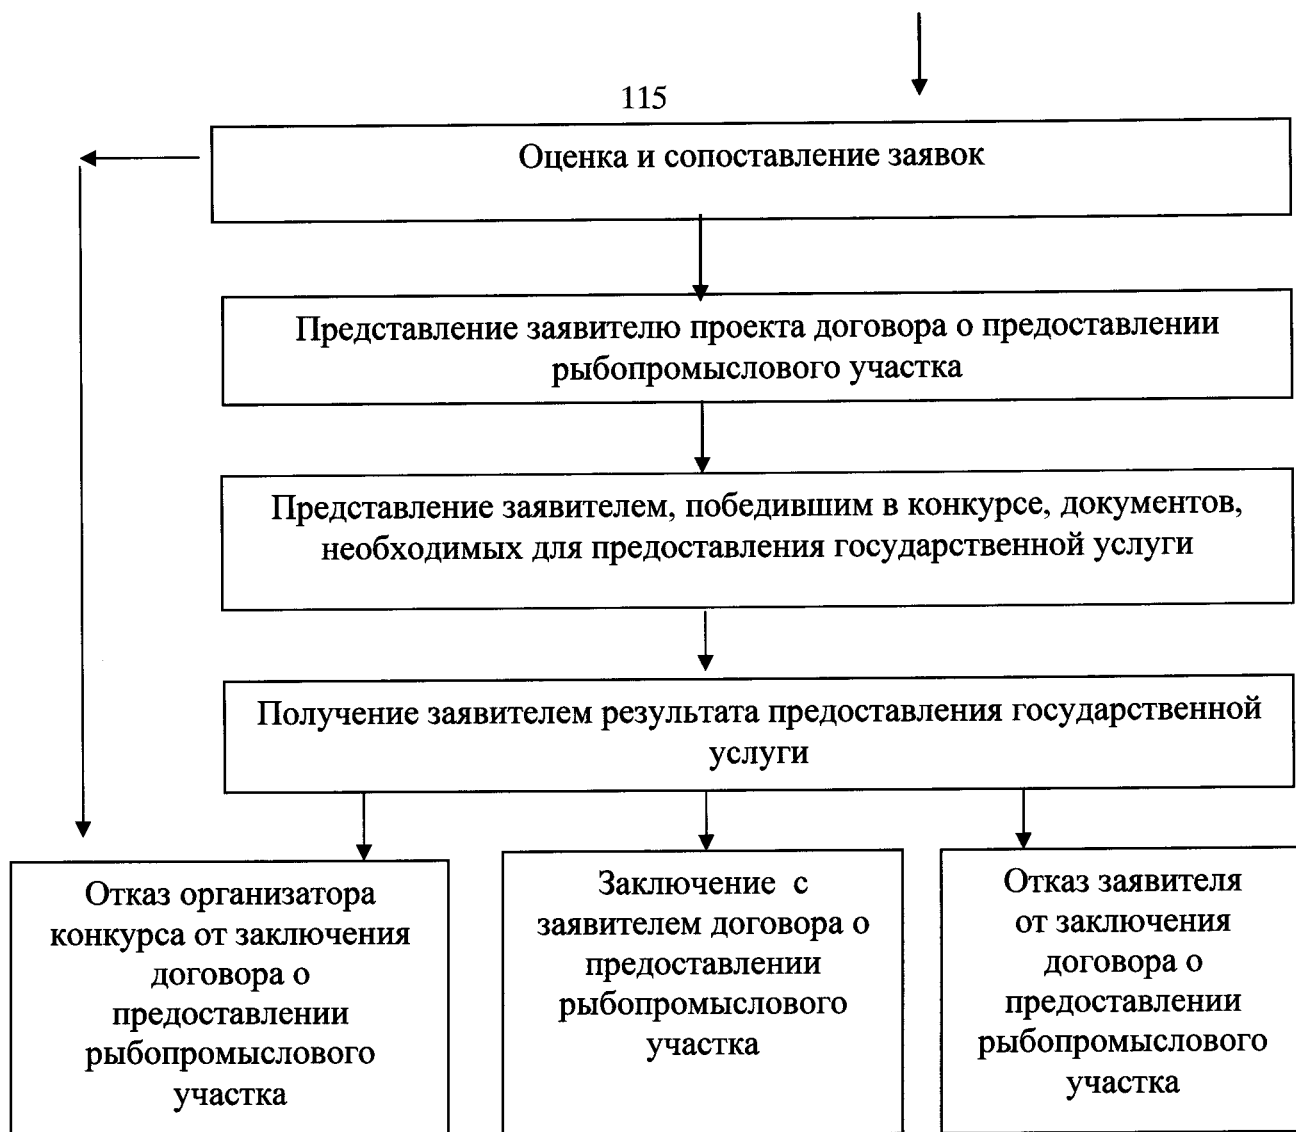 115
Оценка и сопоставление заявок
Представление заявителю проекта договора о предоставлении
рыбопромыслового участка
Представление заявителем, победившим в конкурсе, документов,
необходимых для предоставления государственной услуги
Получение заявителем результата предоставления государственной
услуги
Отказ организатора
конкурса от заключения
договора о
предоставлении
рыбопромыслового
участка
Заключение с
заявителем договора о
предоставлении
рыбопромыслового
участка
Отказ заявителя
от заключения
договора о
предоставлении
рыбопромыслового
участка